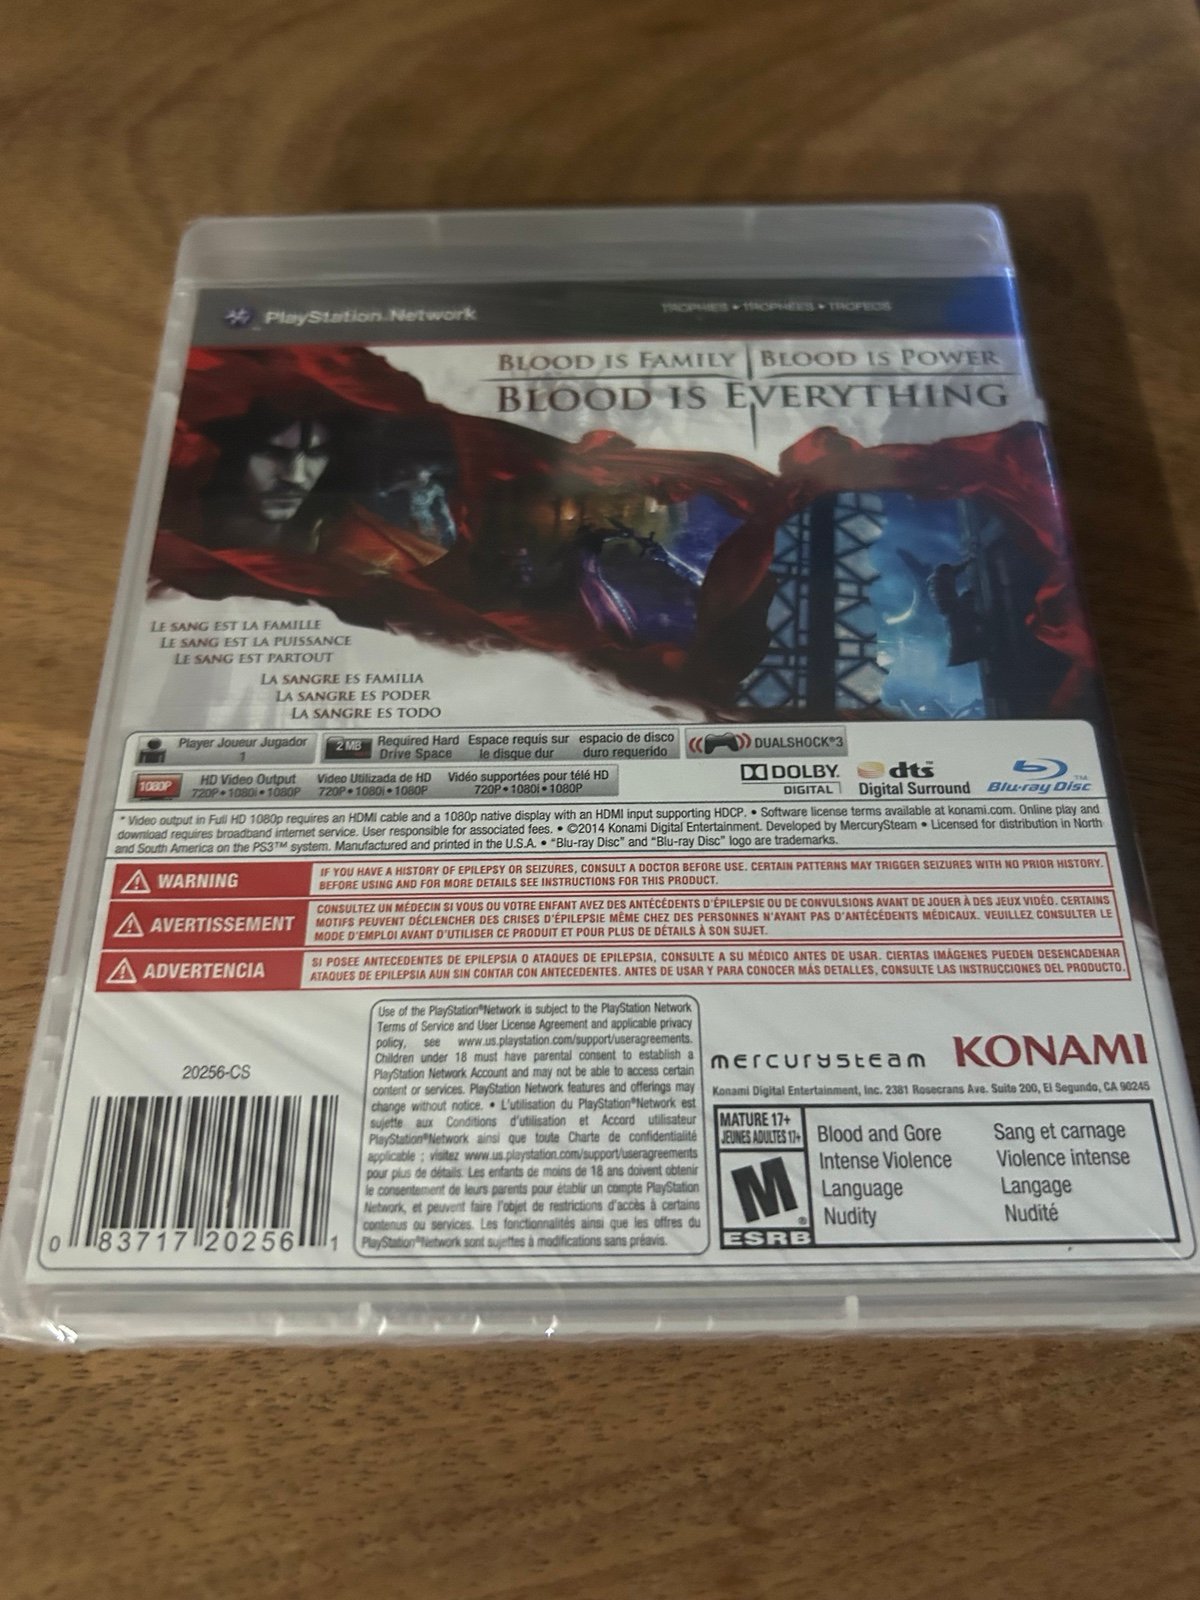 PlayStation Network
TROPHIES • TROPHÉES • TROFEOS
BLOOD IS FAMILY | BLOOD IS POWER
BLOOD IS EVERYTHING
LE SANG EST LA FAMILLE
LE SANG EST LA PUISSANCE
LE SANG EST PARTOUT
LA SANGRE ES FAMILIA
LA SANGRE ES PODER
LA SANGRE ES TODO
Player Joueur Jugador
1
2 MB
Required Hard Drive Space
Espace requis sur le disque dur
espacio de disco duro requerido
DUALSHOCK®3
1080P
HD Video Output
720P • 1080i • 1080P
Video Utilizada de HD
720P • 1080i • 1080P
Vidéo supportées pour télé HD
720P • 1080i • 1080P
DOLBY DIGITAL
dts Digital Surround
Blu-ray Disc™
* Video output in Full HD 1080p requires an HDMI cable and a 1080p native display with an HDMI input supporting HDCP. • Software license terms available at konami.com. Online play and
download requires broadband internet service. User responsible for associated fees. • ©2014 Konami Digital Entertainment. Developed by MercurySteam • Licensed for distribution in North
and South America on the PS3™ system. Manufactured and printed in the U.S.A. • “Blu-ray Disc” and “Blu-ray Disc” logo are trademarks.
WARNING
IF YOU HAVE A HISTORY OF EPILEPSY OR SEIZURES, CONSULT A DOCTOR BEFORE USE. CERTAIN PATTERNS MAY TRIGGER SEIZURES WITH NO PRIOR HISTORY.
BEFORE USING AND FOR MORE DETAILS SEE INSTRUCTIONS FOR THIS PRODUCT.
AVERTISSEMENT
CONSULTEZ UN MÉDECIN SI VOUS OU VOTRE ENFANT AVEZ DES ANTÉCÉDENTS D'ÉPILEPSIE OU DE CONVULSIONS AVANT DE JOUER À DES JEUX VIDÉO. CERTAINS
MOTIFS PEUVENT DÉCLENCHER DES CRISES D'ÉPILEPSIE MÊME CHEZ DES PERSONNES N'AYANT PAS D'ANTÉCÉDENTS MÉDICAUX. VEUILLEZ CONSULTER LE
MODE D'EMPLOI AVANT D'UTILISER CE PRODUIT ET POUR PLUS DE DÉTAILS À SON SUJET.
ADVERTENCIA
SI POSEE ANTECEDENTES DE EPILEPSIA O ATAQUES DE EPILEPSIA, CONSULTE A SU MÉDICO ANTES DE USAR. CIERTAS IMÁGENES PUEDEN DESENCADENAR
ATAQUES DE EPILEPSIA AUN SIN CONTAR CON ANTECEDENTES. ANTES DE USAR Y PARA CONOCER MÁS DETALLES, CONSULTE LAS INSTRUCCIONES DEL PRODUCTO.
20256-CS
0 83717 20256 1
Use of the PlayStation®Network is subject to the PlayStation Network
Terms of Service and User License Agreement and applicable privacy
policy, see www.us.playstation.com/support/useragreements.
Children under 18 must have parental consent to establish a
PlayStation Network Account and may not be able to access certain
content or services. PlayStation Network features and offerings may
change without notice. • L'utilisation du PlayStation®Network est
sujette aux Conditions d'utilisation et Accord utilisateur
PlayStation®Network ainsi que toute Charte de confidentialité
applicable ; visitez www.us.playstation.com/support/useragreements
pour plus de détails. Les enfants de moins de 18 ans doivent obtenir
le consentement de leurs parents pour établir un compte PlayStation
Network, et peuvent faire l'objet de restrictions d'accès à certains
contenus ou services. Les fonctionnalités ainsi que les offres du
PlayStation®Network sont sujettes à modifications sans préavis.
mercurysteam
KONAMI
Konami Digital Entertainment, Inc. 2381 Rosecrans Ave. Suite 200, El Segundo, CA 90245
MATURE 17+
JEUNES ADULTES 17+
M®
ESRB
Blood and Gore
Intense Violence
Language
Nudity
Sang et carnage
Violence intense
Langage
Nudité